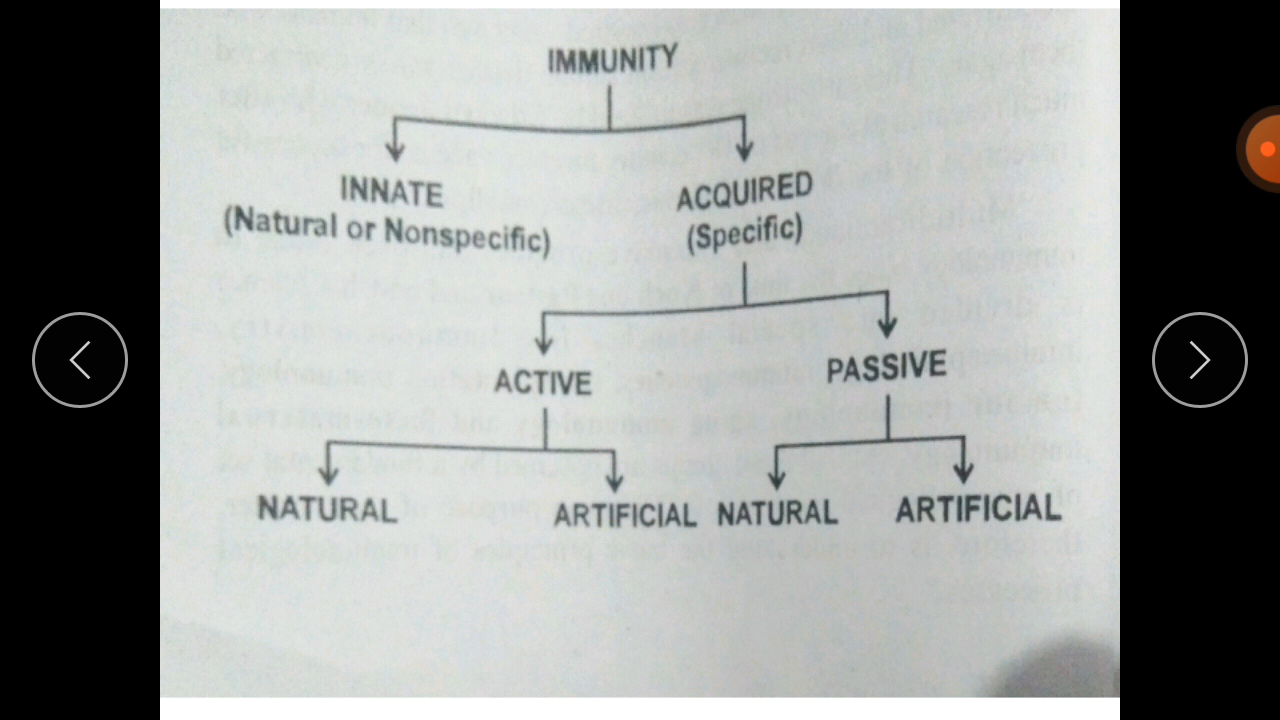 IMMUNITY
INNATE
(Natural or Nonspecific)
ACQUIRED
(Specific)
ACTIVE
PASSIVE
NATURAL
ARTIFICIAL
NATURAL
ARTIFICIAL